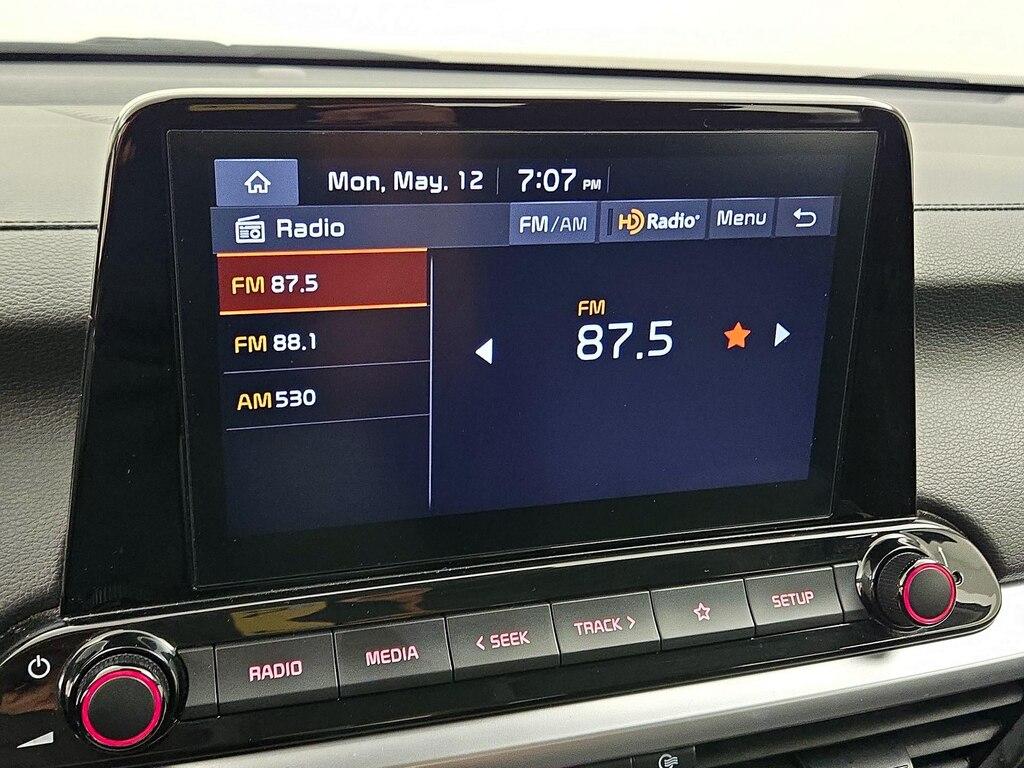 Mon, May. 12 7:07 PM
Radio FM/AM HD Radio® Menu
FM 87.5
FM 88.1
AM 530
FM
87.5
RADIO MEDIA < SEEK TRACK > SETUP